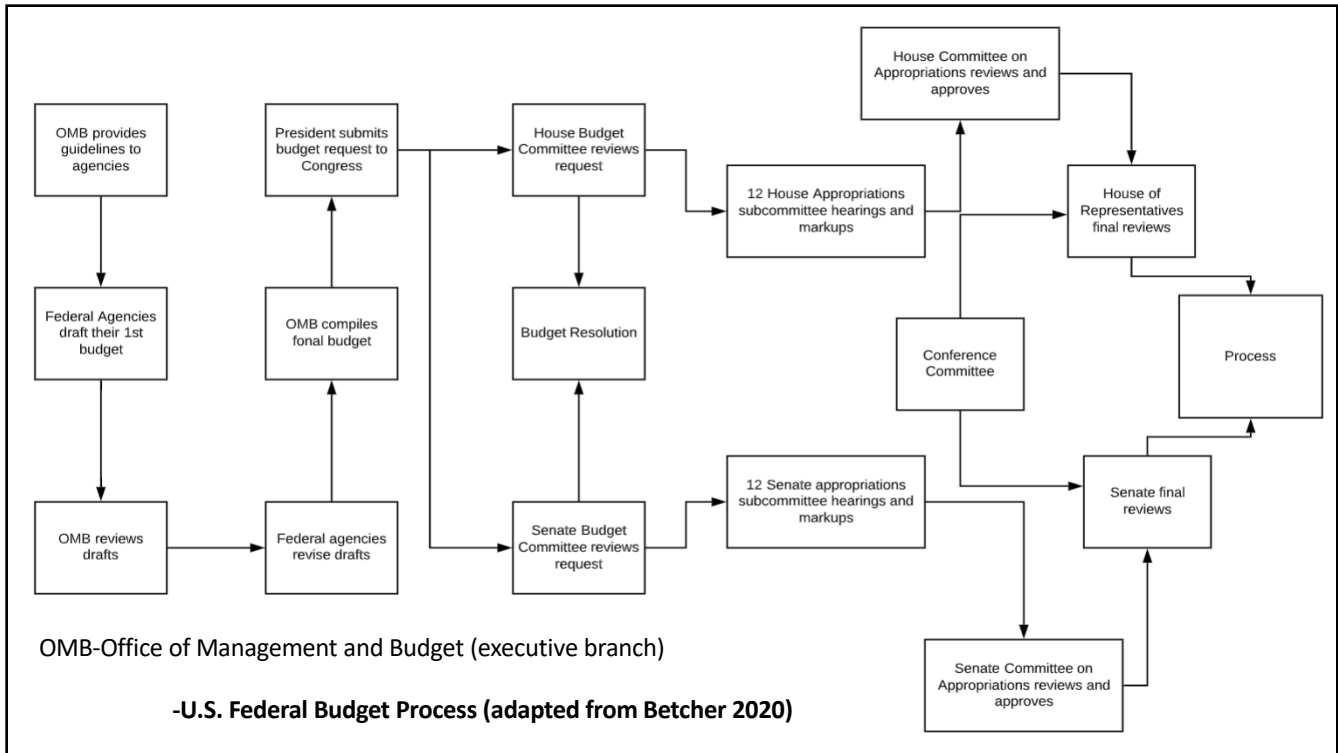 OMB provides
guidelines to
agencies
Federal Agencies
draft their 1st
budget
OMB reviews
drafts
Federal agencies
revise drafts
OMB compiles
fonal budget
President submits
budget request to
Congress
House Budget
Committee reviews
request
Budget Resolution
Senate Budget
Committee reviews
request
12 House Appropriations
subcommittee hearings and
markups
12 Senate appropriations
subcommittee hearings and
markups
House Committee on
Appropriations reviews and
approves
House of
Representatives
final reviews
Conference
Committee
Process
Senate final
reviews
Senate Committee on
Appropriations reviews and
approves
OMB-Office of Management and Budget (executive branch)
-U.S. Federal Budget Process (adapted from Betcher 2020)